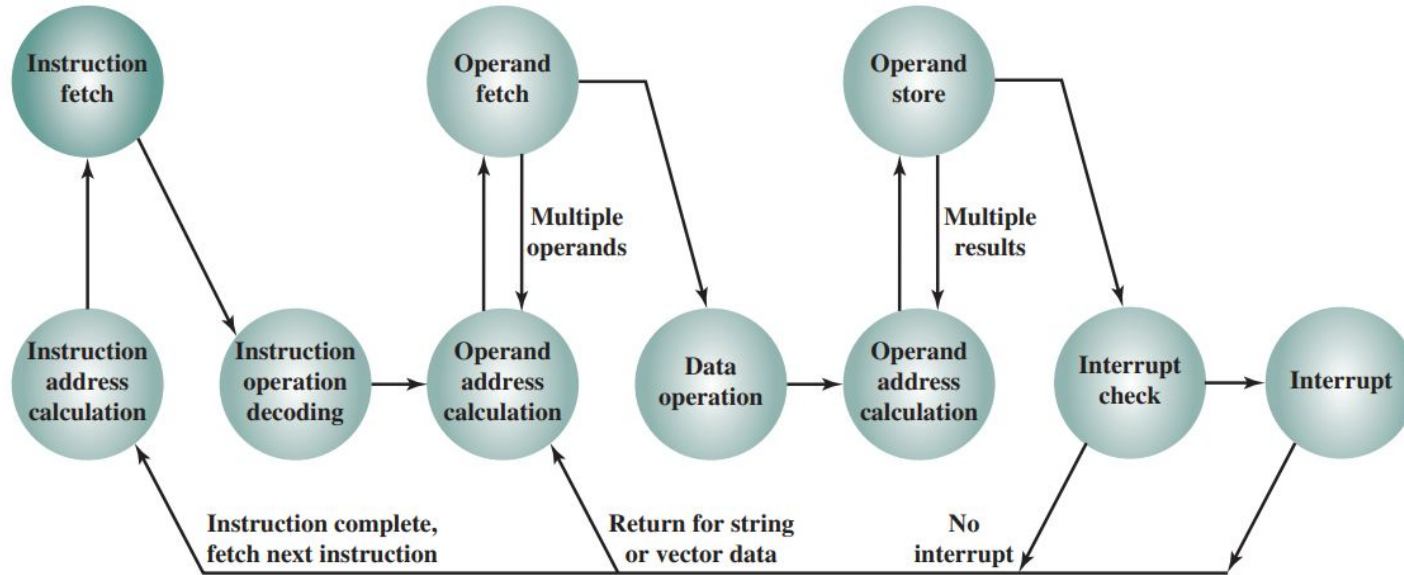 Instruction
fetch
Operand
fetch
Operand
store
Multiple
operands
Multiple
results
Instruction
address
calculation
Instruction
operation
decoding
Operand
address
calculation
Data
operation
Operand
address
calculation
Interrupt
check
Interrupt
Instruction complete,
fetch next instruction
Return for string
or vector data
No
interrupt